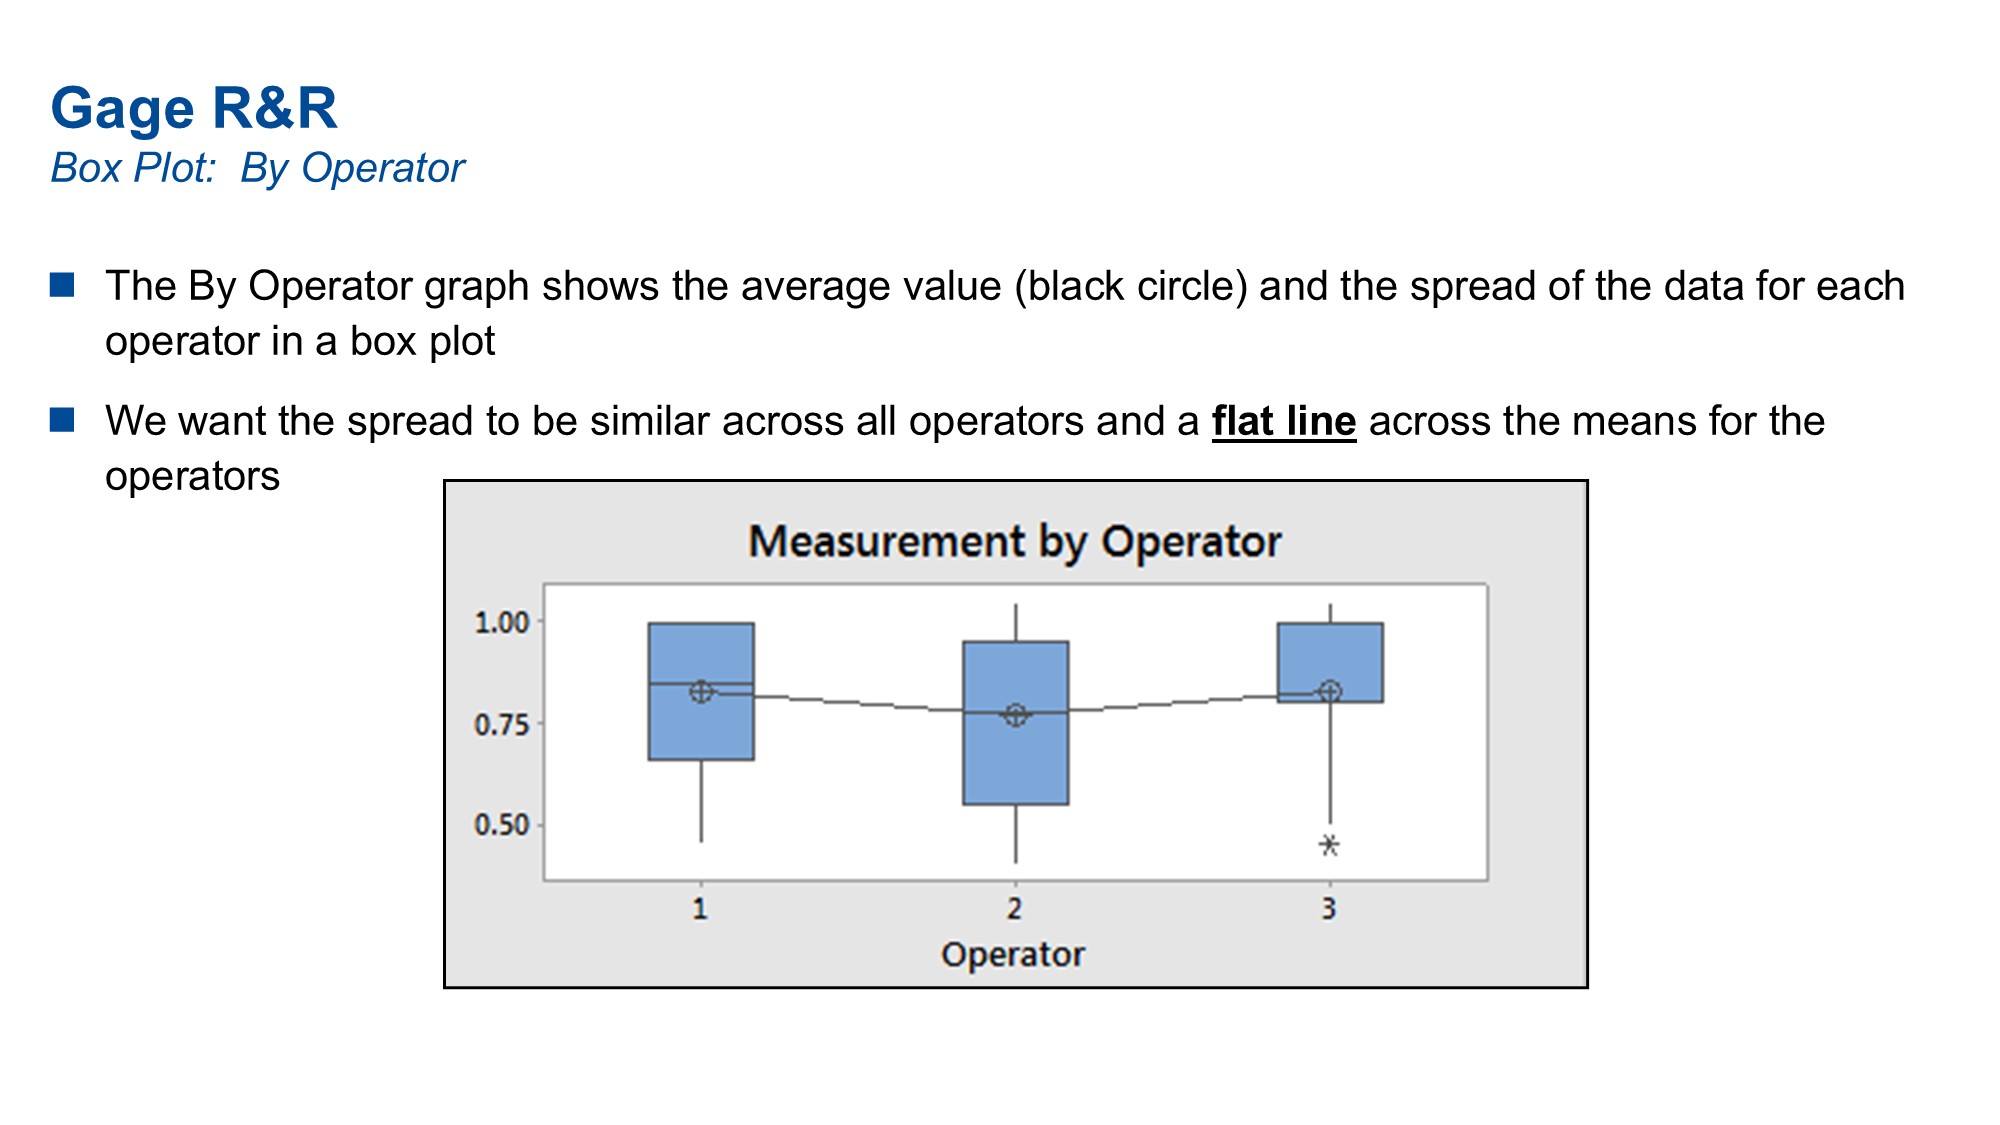 Gage R&R
Box Plot:  By Operator
The By Operator graph shows the average value (black circle) and the spread of the data for each
operator in a box plot
We want the spread to be similar across all operators and a flat line across the means for the
operators
Measurement by Operator
1.00
0.75
0.50
1 2 3
Operator